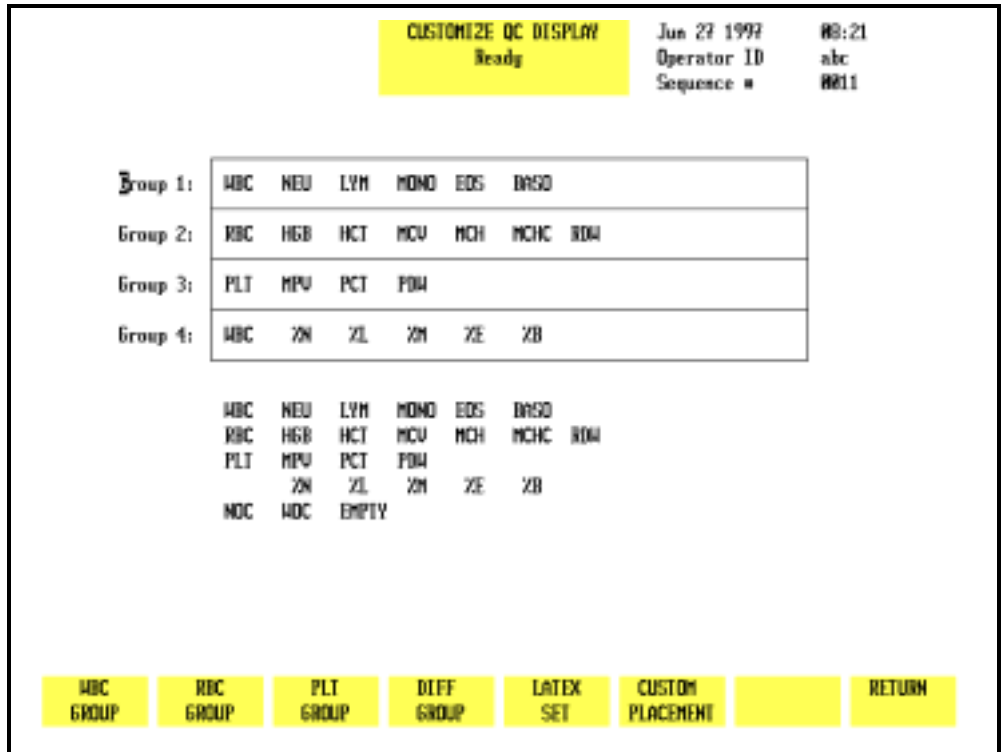 CUSTOMIZE QC DISPLAY Jun 27 1997 08:21
Ready Operator ID abc
Sequence # 0011
Group 1: WBC NEU LYM MONO EOS BASO
Group 2: RBC HGB HCT MCV MCH MCHC RDW
Group 3: PLT MPV PCT PDW
Group 4: WBC %N %L %M %E %B
WBC NEU LYM MONO EOS BASO
RBC HGB HCT MCV MCH MCHC RDW
PLT MPV PCT PDW
%N %L %M %E %B
NOC WOC EMPTY
WBC RBC PLT DIFF LATEX CUSTOM RETURN
GROUP GROUP GROUP GROUP SET PLACEMENT